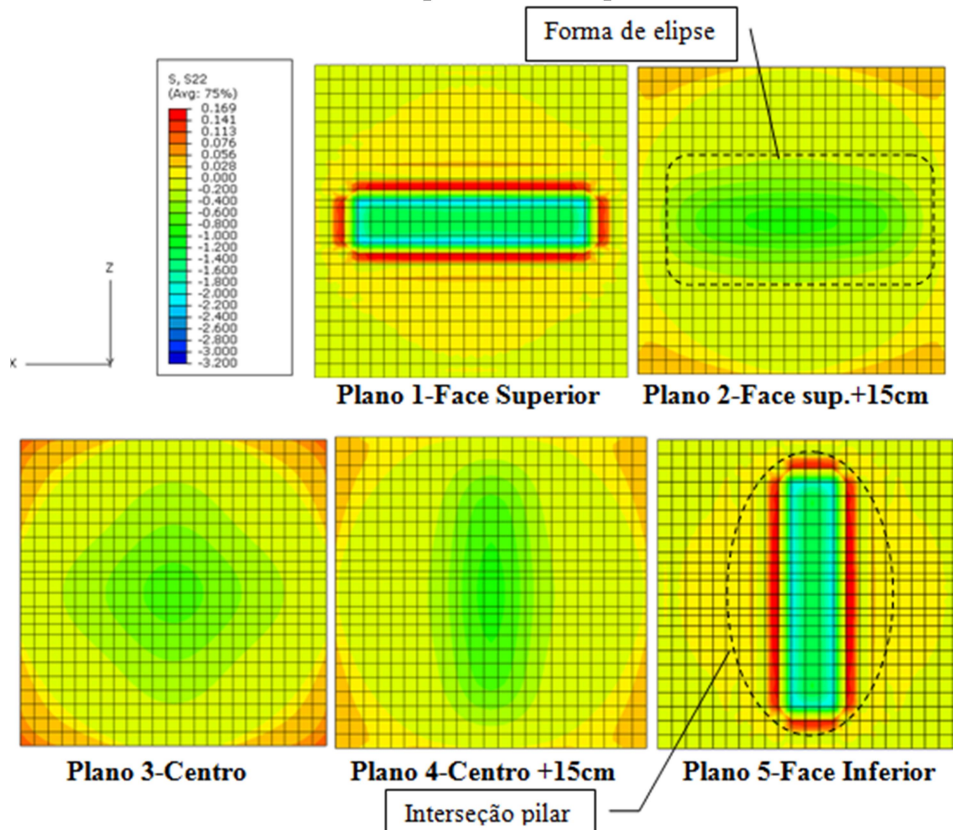 Forma de elipse
S, S22
(Avg: 75%)
0.169
0.141
0.113
0.076
0.056
0.028
0.000
-0.200
-0.400
-0.600
-0.800
-1.000
-1.200
-1.400
-1.600
-1.800
-2.000
-2.200
-2.400
-2.600
-2.800
-3.000
-3.200
Z
X
Y
Plano 1-Face Superior
Plano 2-Face sup.+15cm
Plano 3-Centro
Plano 4-Centro +15cm
Plano 5-Face Inferior
Interseção pilar